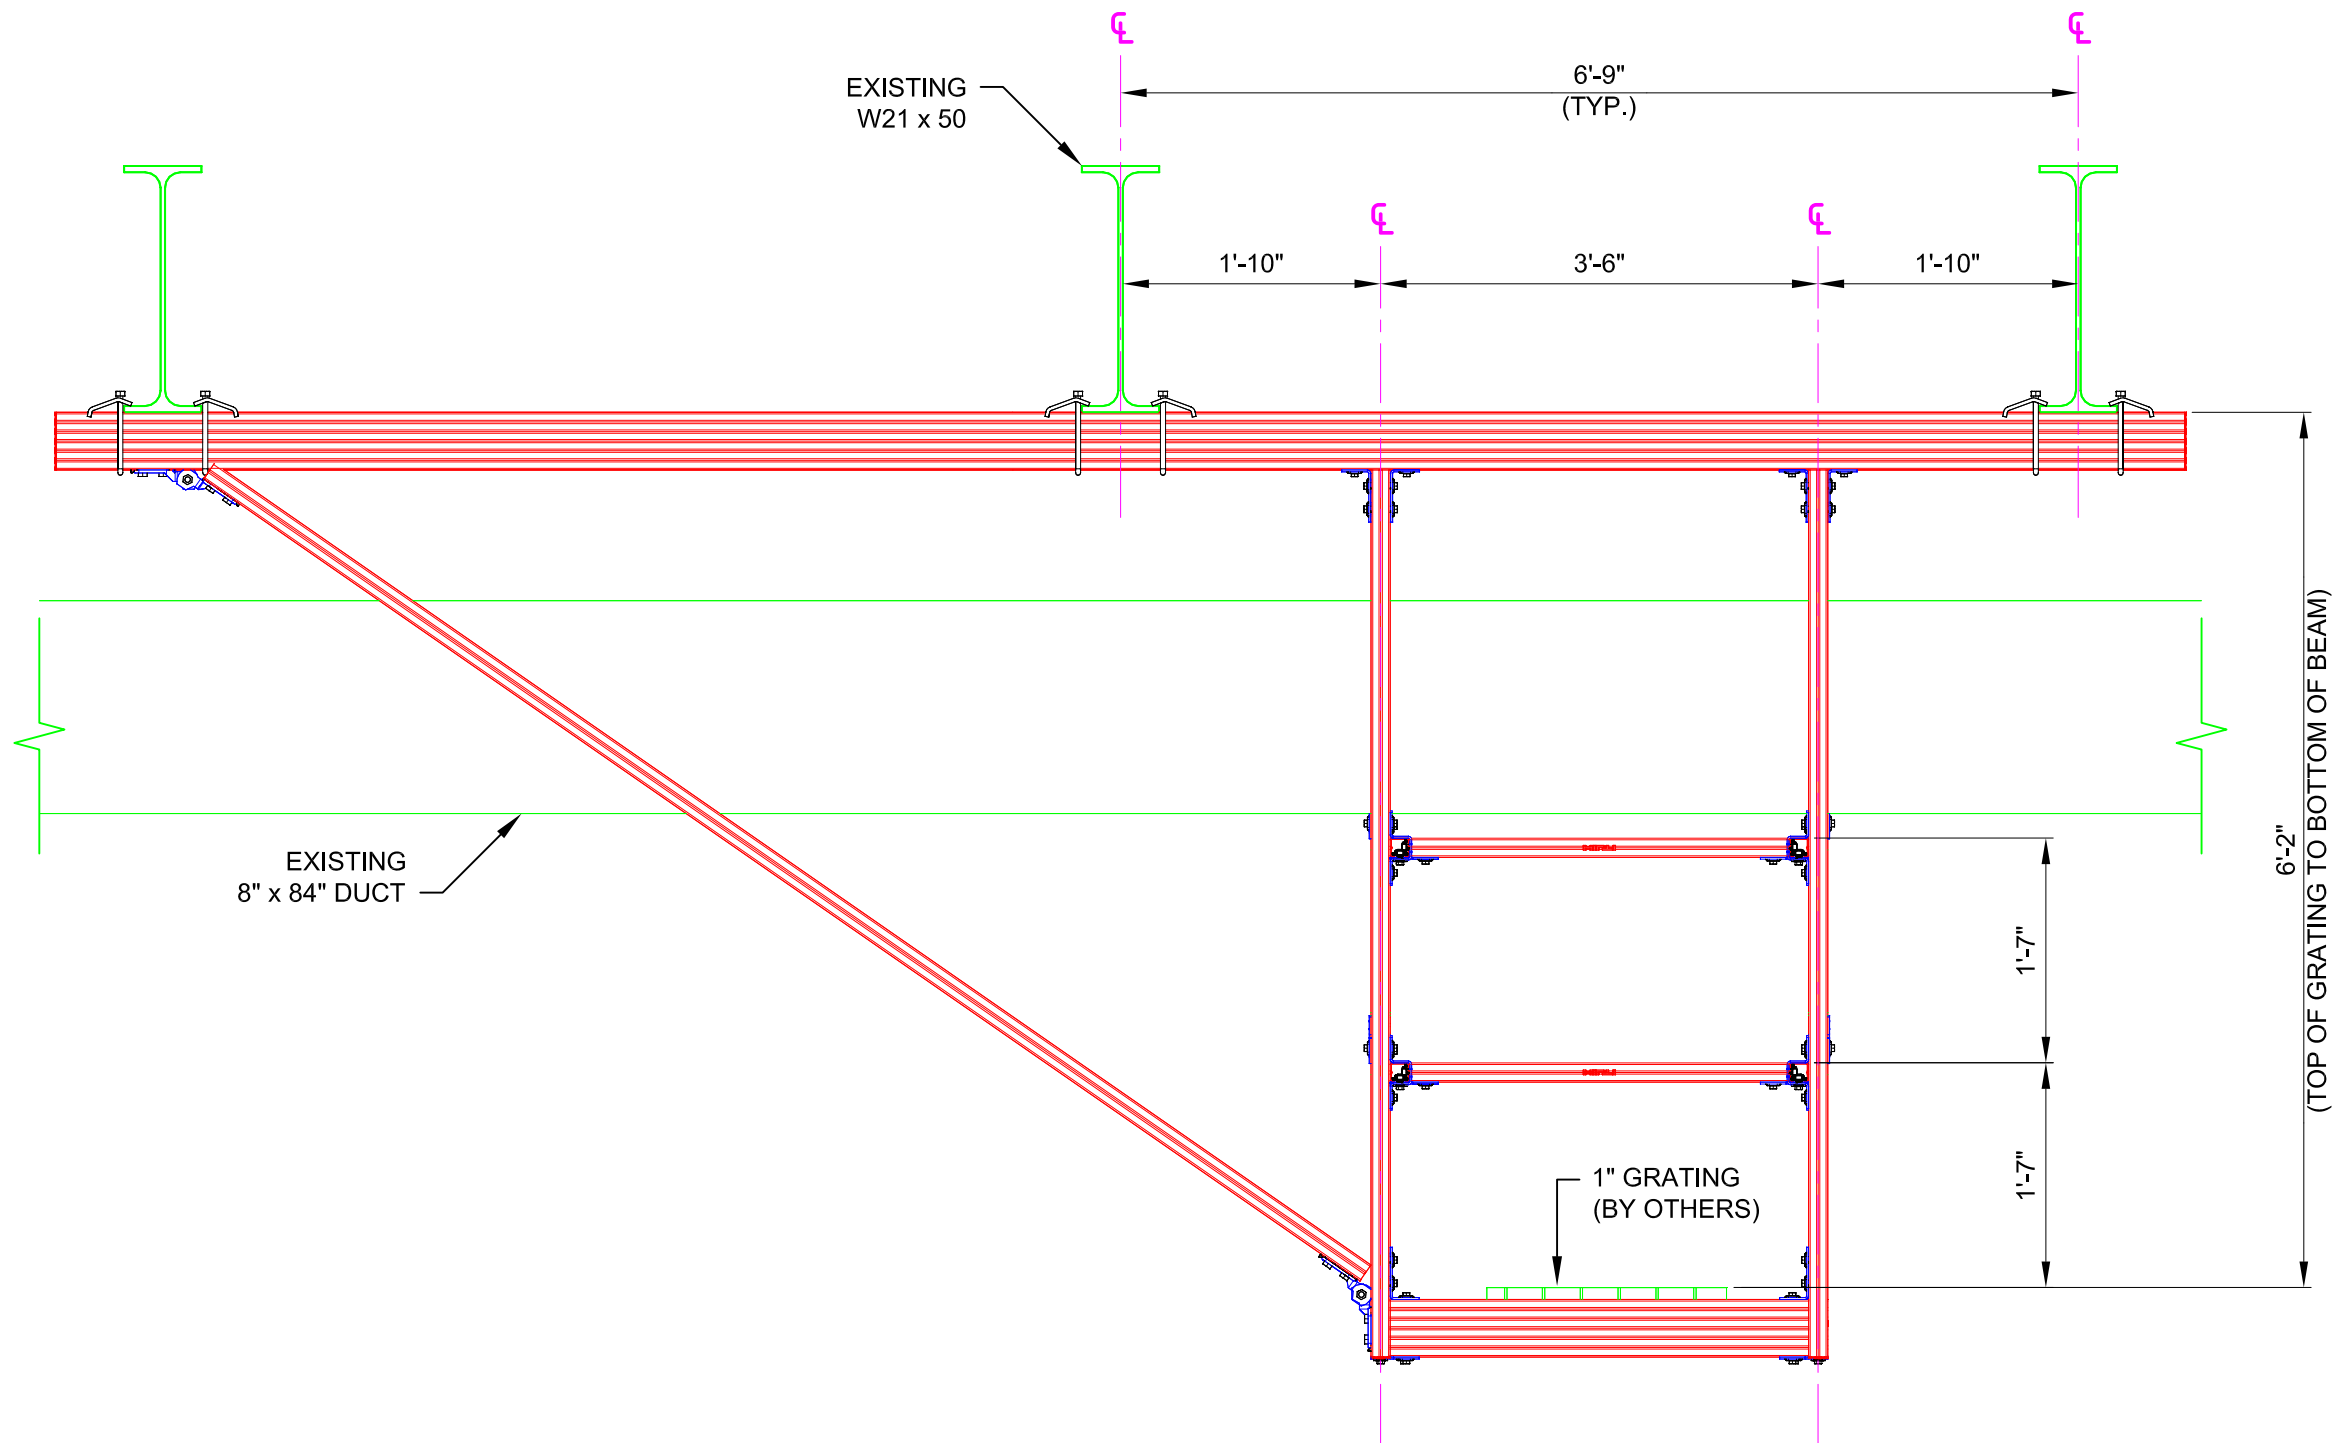 EXISTING
W21 x 50
6'-9"
(TYP.)
1'-10"
3'-6"
1'-10"
EXISTING
8" x 84" DUCT
1'-7"
1'-7"
6'-2"
(TOP OF GRATING TO BOTTOM OF BEAM)
1" GRATING
(BY OTHERS)